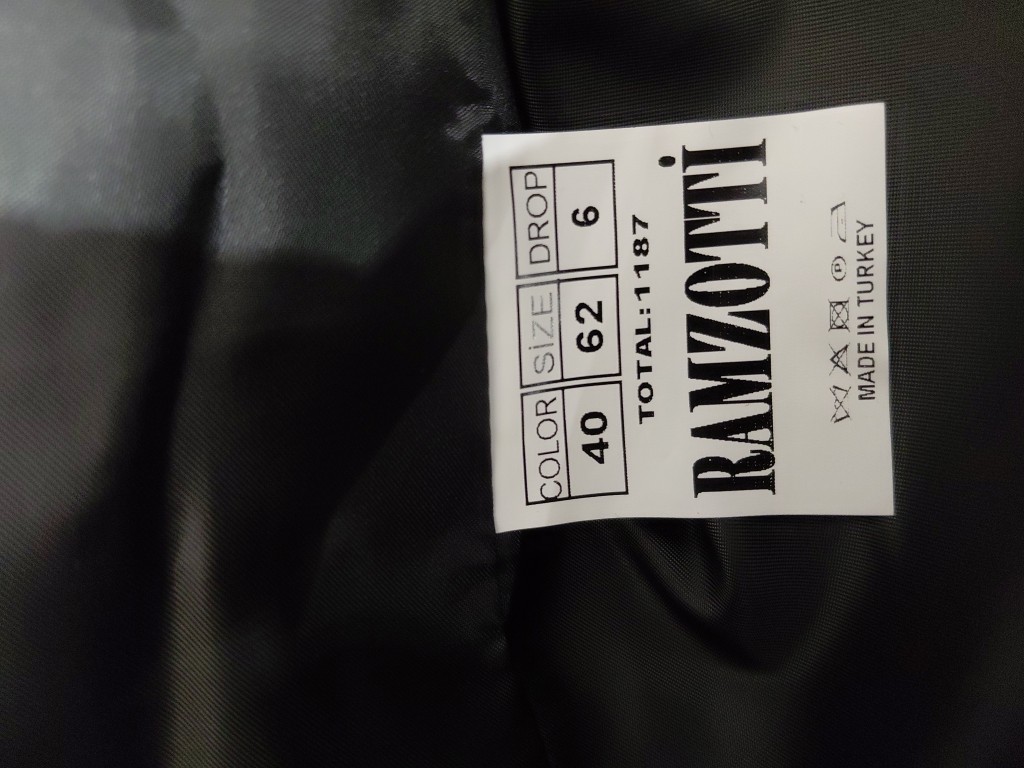 COLOR SİZE DROP
40 62 6
TOTAL:1187
RAMZOTTİ
P
MADE IN TURKEY